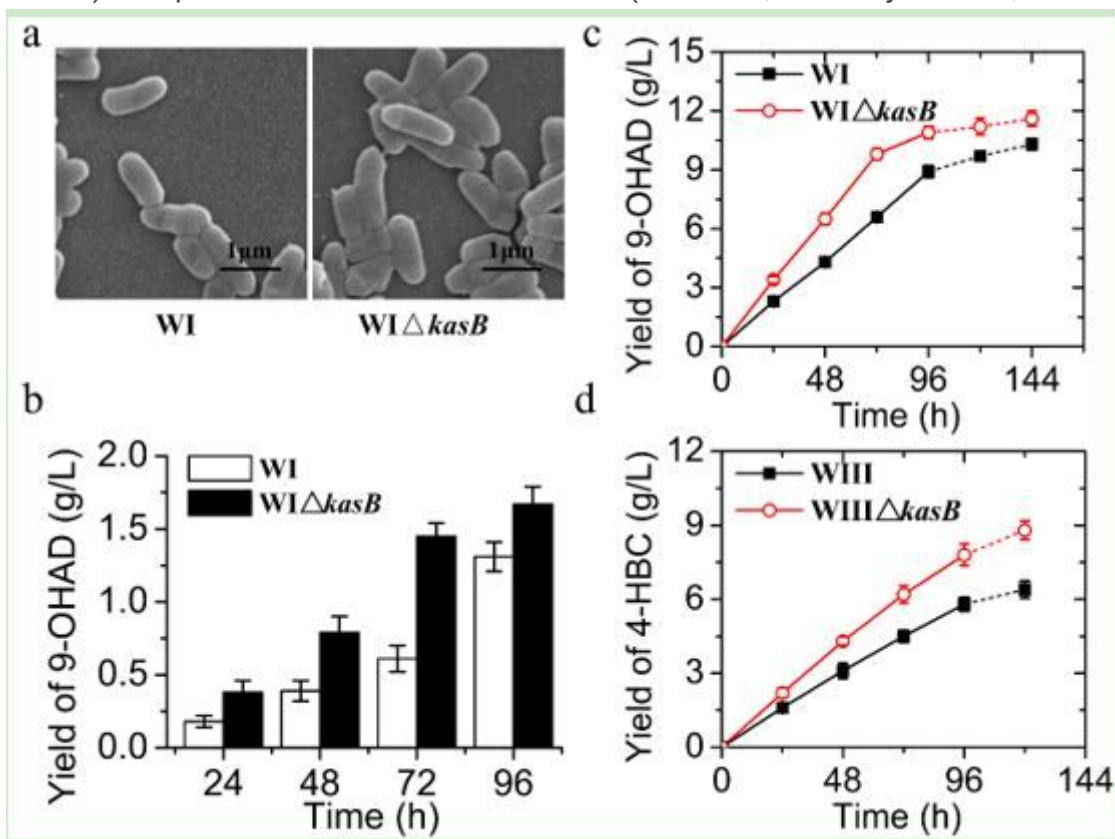 a
1μm
1μm
WI
WI△kasB
b
Yield of 9-OHAD (g/L)
2.0
1.5
1.0
0.5
0.0
WI
WI△kasB
24 48 72 96
Time (h)
c
Yield of 9-OHAD (g/L)
15
12
9
6
3
0
WI
WI△kasB
0 48 96 144
Time (h)
d
Yield of 4-HBC (g/L)
12
9
6
3
0
WIII
WIII△kasB
0 48 96 144
Time (h)